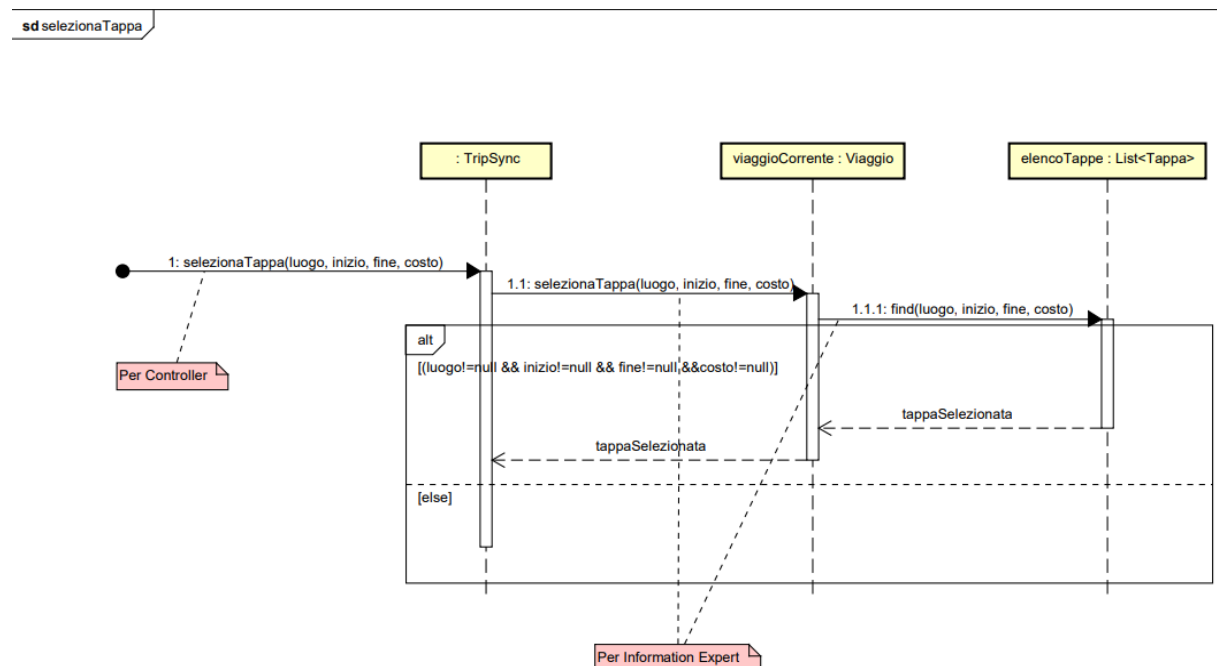 sd selezionaTappa
: TripSync
viaggioCorrente : Viaggio
elencoTappe : List<Tappa>
1: selezionaTappa(luogo, inizio, fine, costo)
1.1: selezionaTappa(luogo, inizio, fine, costo)
1.1.1: find(luogo, inizio, fine, costo)
alt
[(luogo!=null && inizio!=null && fine!=null &&costo!=null)]
Per Controller
tappaSelezionata
tappaSelezionata
[else]
Per Information Expert